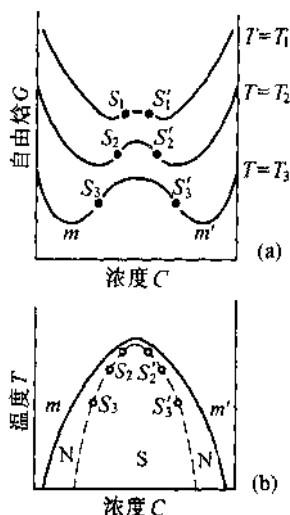 T=T₁
S₁ S₁′
T=T₂
S₂ S₂′
T=T₃
S₃ S₃′
m m′
自由焓G
浓度C
(a)
S₂ S₂′
m m′
S₃ S₃′
N S N
温度T
浓度C
(b)